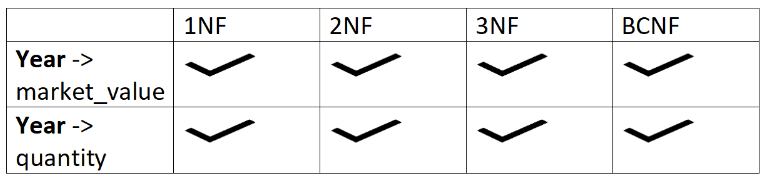 1NF 2NF 3NF BCNF
Year ->
market_value
Year ->
quantity